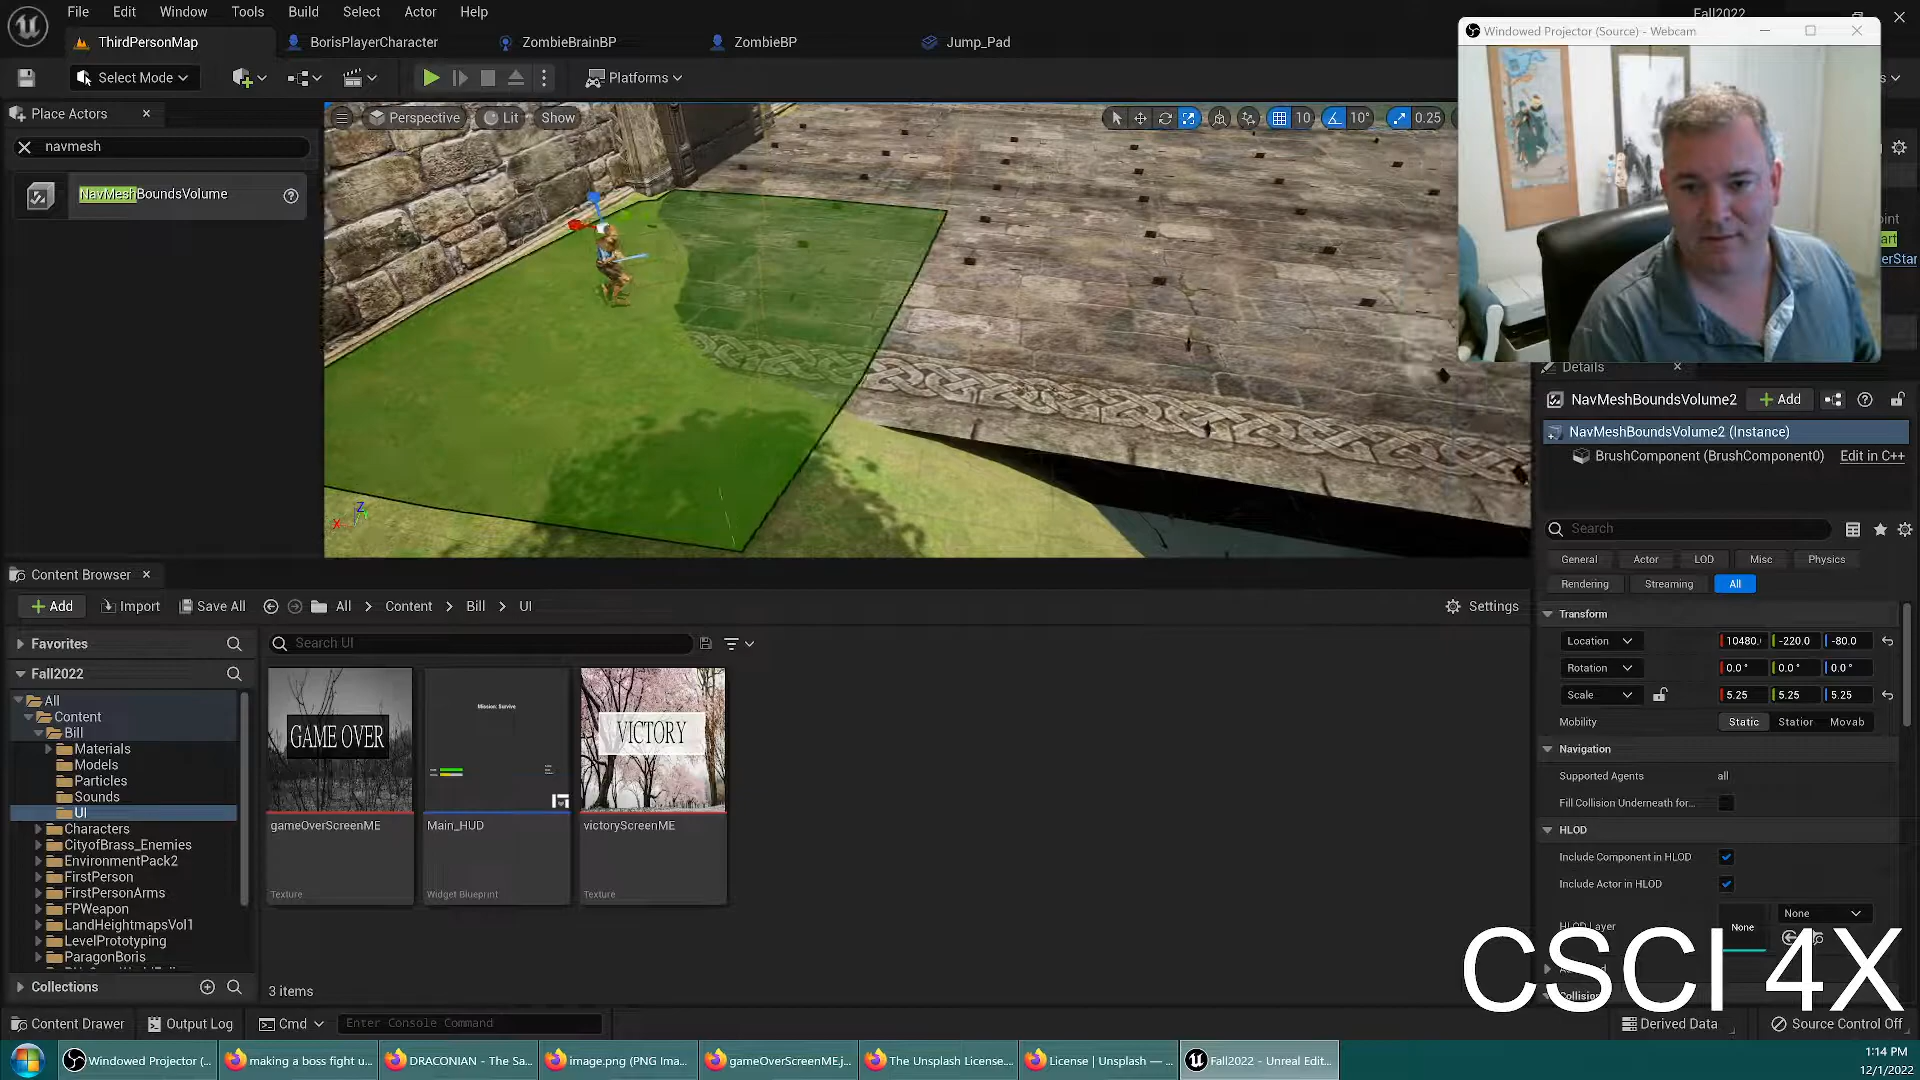 File Edit Window Tools Build Select Actor Help
Fall2022
ThirdPersonMap BorisPlayerCharacter ZombieBrainBP ZombieBP Jump_Pad
Windowed Projector (Source) - Webcam
Select Mode Platforms
Place Actors
Perspective Lit Show 10 10° 0.25
navmesh
NavMeshBoundsVolume
Details
NavMeshBoundsVolume2 Add
NavMeshBoundsVolume2 (Instance)
BrushComponent (BrushComponent0) Edit in C++
Search
General Actor LOD Misc Physics
Rendering Streaming All
Transform
Location 10480. -220.0 -80.0
Rotation 0.0° 0.0° 0.0°
Scale 5.25 5.25 5.25
Mobility Static Station Movab
Navigation
Supported Agents all
Fill Collision Underneath for...
HLOD
Include Component in HLOD
Include Actor in HLOD
HLOD Layer None None
Collision
X Z
Content Browser
Add Import Save All All Content Bill UI Settings
Favorites
Search UI
Fall2022
All
Content
Bill
Materials
Models
Particles
Sounds
UI
Characters
CityofBrass_Enemies
EnvironmentPack2
FirstPerson
FirstPersonArms
FPWeapon
LandHeightmapsVol1
LevelPrototyping
ParagonBoris
GAME OVER
Mission: Survive
VICTORY
gameOverScreenME Main_HUD victoryScreenME
Texture Widget Blueprint Texture
Collections
3 items
CSCI 4X
Content Drawer Output Log Cmd Enter Console Command Derived Data Source Control Off
Windowed Projector (... making a boss fight u... DRACONIAN - The Sa... image.png (PNG Ima... gameOverScreenME.j... The Unsplash License... License | Unsplash —... Fall2022 - Unreal Edit...
1:14 PM
12/1/2022